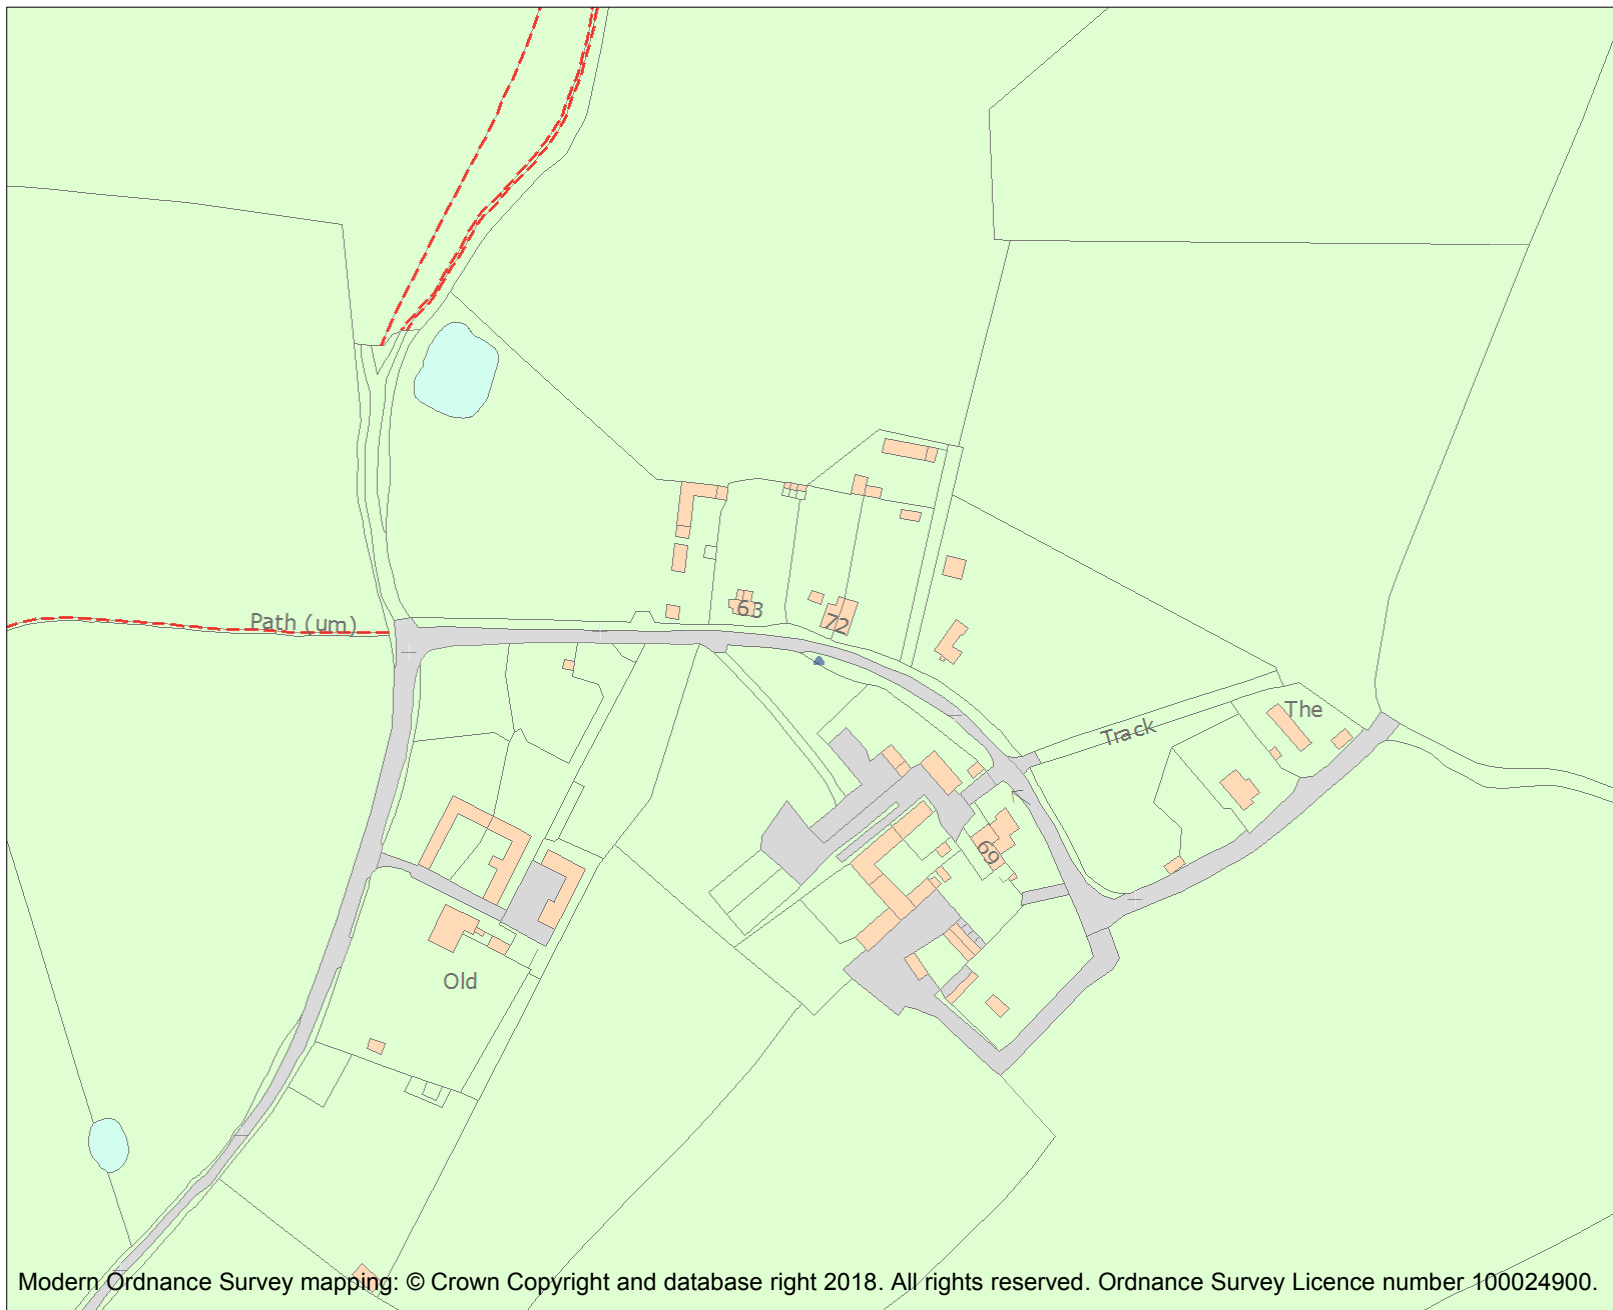 Path (um)
63
72
The
Track
69
Old
Modern Ordnance Survey mapping: © Crown Copyright and database right 2018. All rights reserved. Ordnance Survey Licence number 100024900.